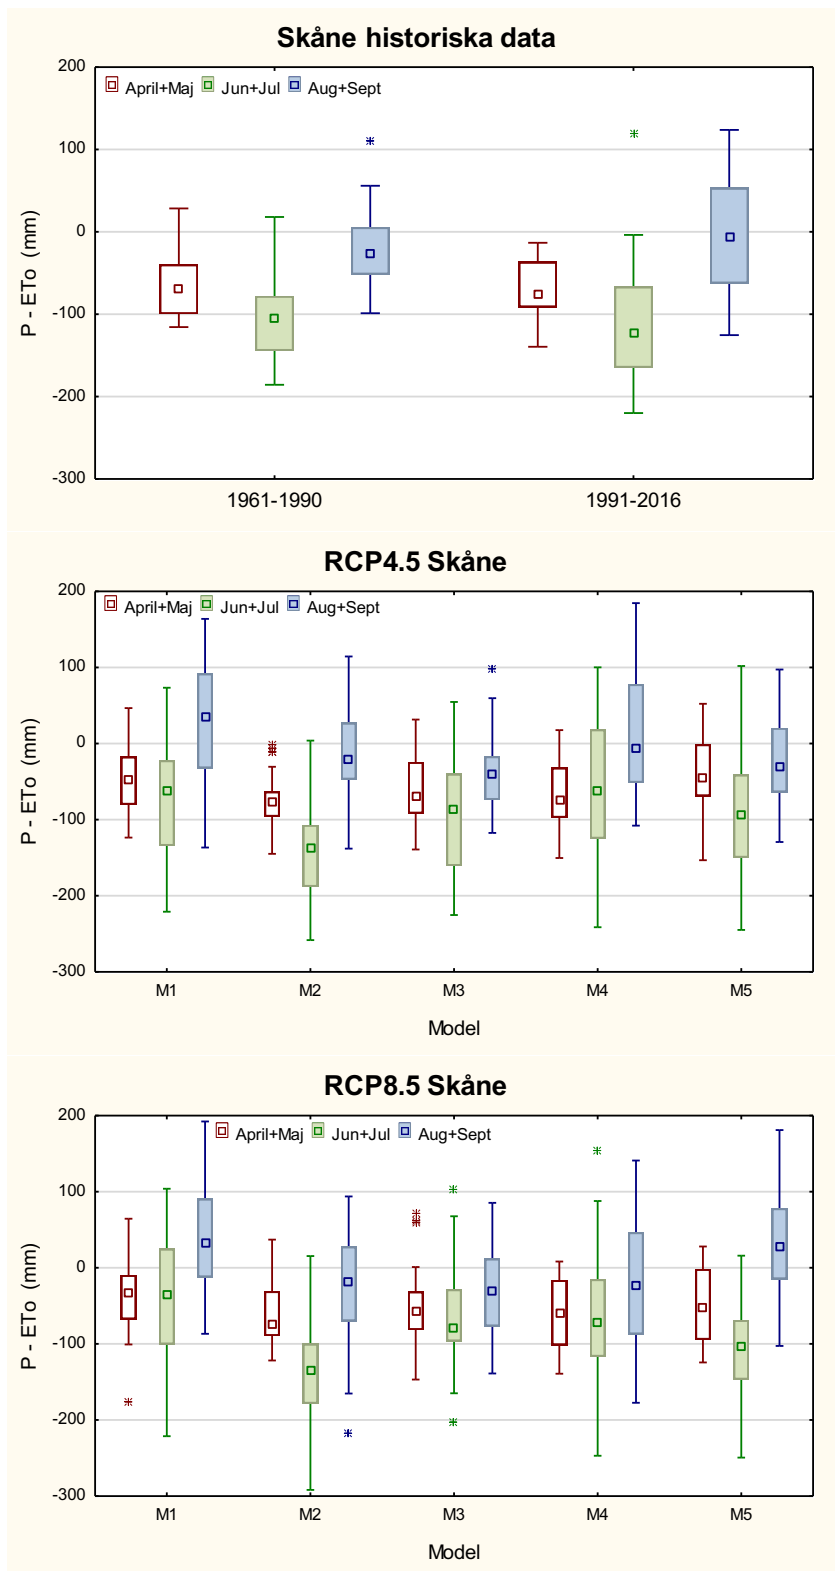 Skåne historiska data
200
April+Maj Jun+Jul Aug+Sept
100
0
-100
-200
-300
P - ETo (mm)
1961-1990 1991-2016
RCP4.5 Skåne
200
April+Maj Jun+Jul Aug+Sept
100
0
-100
-200
-300
P - ETo (mm)
M1 M2 M3 M4 M5
Model
RCP8.5 Skåne
200
April+Maj Jun+Jul Aug+Sept
100
0
-100
-200
-300
P - ETo (mm)
M1 M2 M3 M4 M5
Model